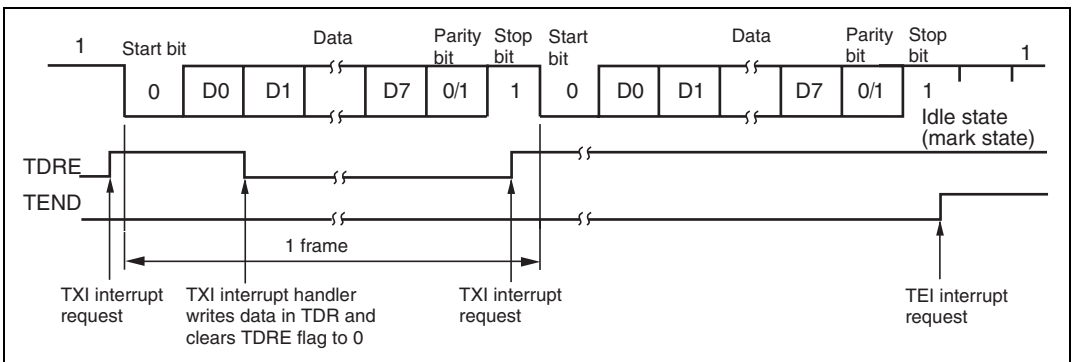 1
Start bit
Data
Parity bit
Stop bit
Start bit
Data
Parity bit
Stop bit
1
0 D0 D1 D7 0/1 1 0 D0 D1 D7 0/1 1
Idle state
(mark state)
TDRE
TEND
1 frame
TXI interrupt
request
TXI interrupt handler
writes data in TDR and
clears TDRE flag to 0
TXI interrupt
request
TEI interrupt
request